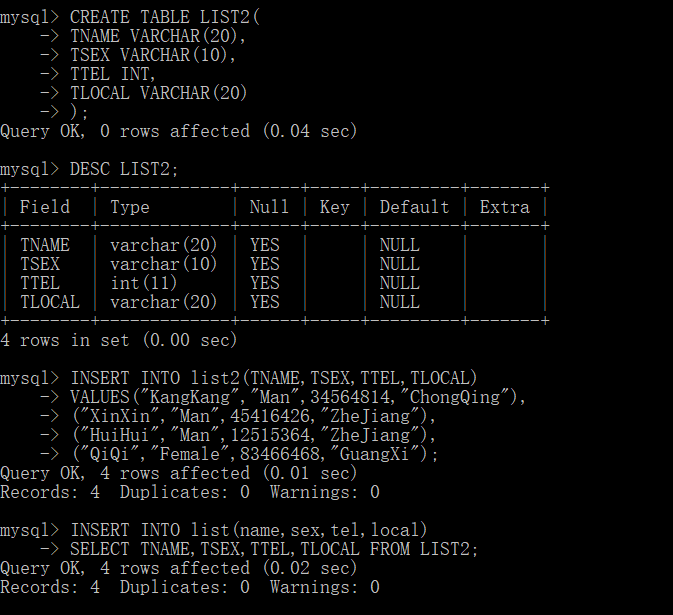 mysql> CREATE TABLE LIST2(
    -> TNAME VARCHAR(20),
    -> TSEX VARCHAR(10),
    -> TTEL INT,
    -> TLOCAL VARCHAR(20)
    -> );
Query OK, 0 rows affected (0.04 sec)

mysql> DESC LIST2;
+--------+-------------+------+-----+---------+-------+
| Field  | Type        | Null | Key | Default | Extra |
+--------+-------------+------+-----+---------+-------+
| TNAME  | varchar(20) | YES  |     | NULL    |       |
| TSEX   | varchar(10) | YES  |     | NULL    |       |
| TTEL   | int(11)     | YES  |     | NULL    |       |
| TLOCAL | varchar(20) | YES  |     | NULL    |       |
+--------+-------------+------+-----+---------+-------+
4 rows in set (0.00 sec)

mysql> INSERT INTO list2(TNAME,TSEX,TTEL,TLOCAL)
    -> VALUES("KangKang","Man",34564814,"ChongQing"),
    -> ("XinXin","Man",45416426,"ZheJiang"),
    -> ("HuiHui","Man",12515364,"ZheJiang"),
    -> ("QiQi","Female",83466468,"GuangXi");
Query OK, 4 rows affected (0.01 sec)
Records: 4  Duplicates: 0  Warnings: 0

mysql> INSERT INTO list(name,sex,tel,local)
    -> SELECT TNAME,TSEX,TTEL,TLOCAL FROM LIST2;
Query OK, 4 rows affected (0.02 sec)
Records: 4  Duplicates: 0  Warnings: 0